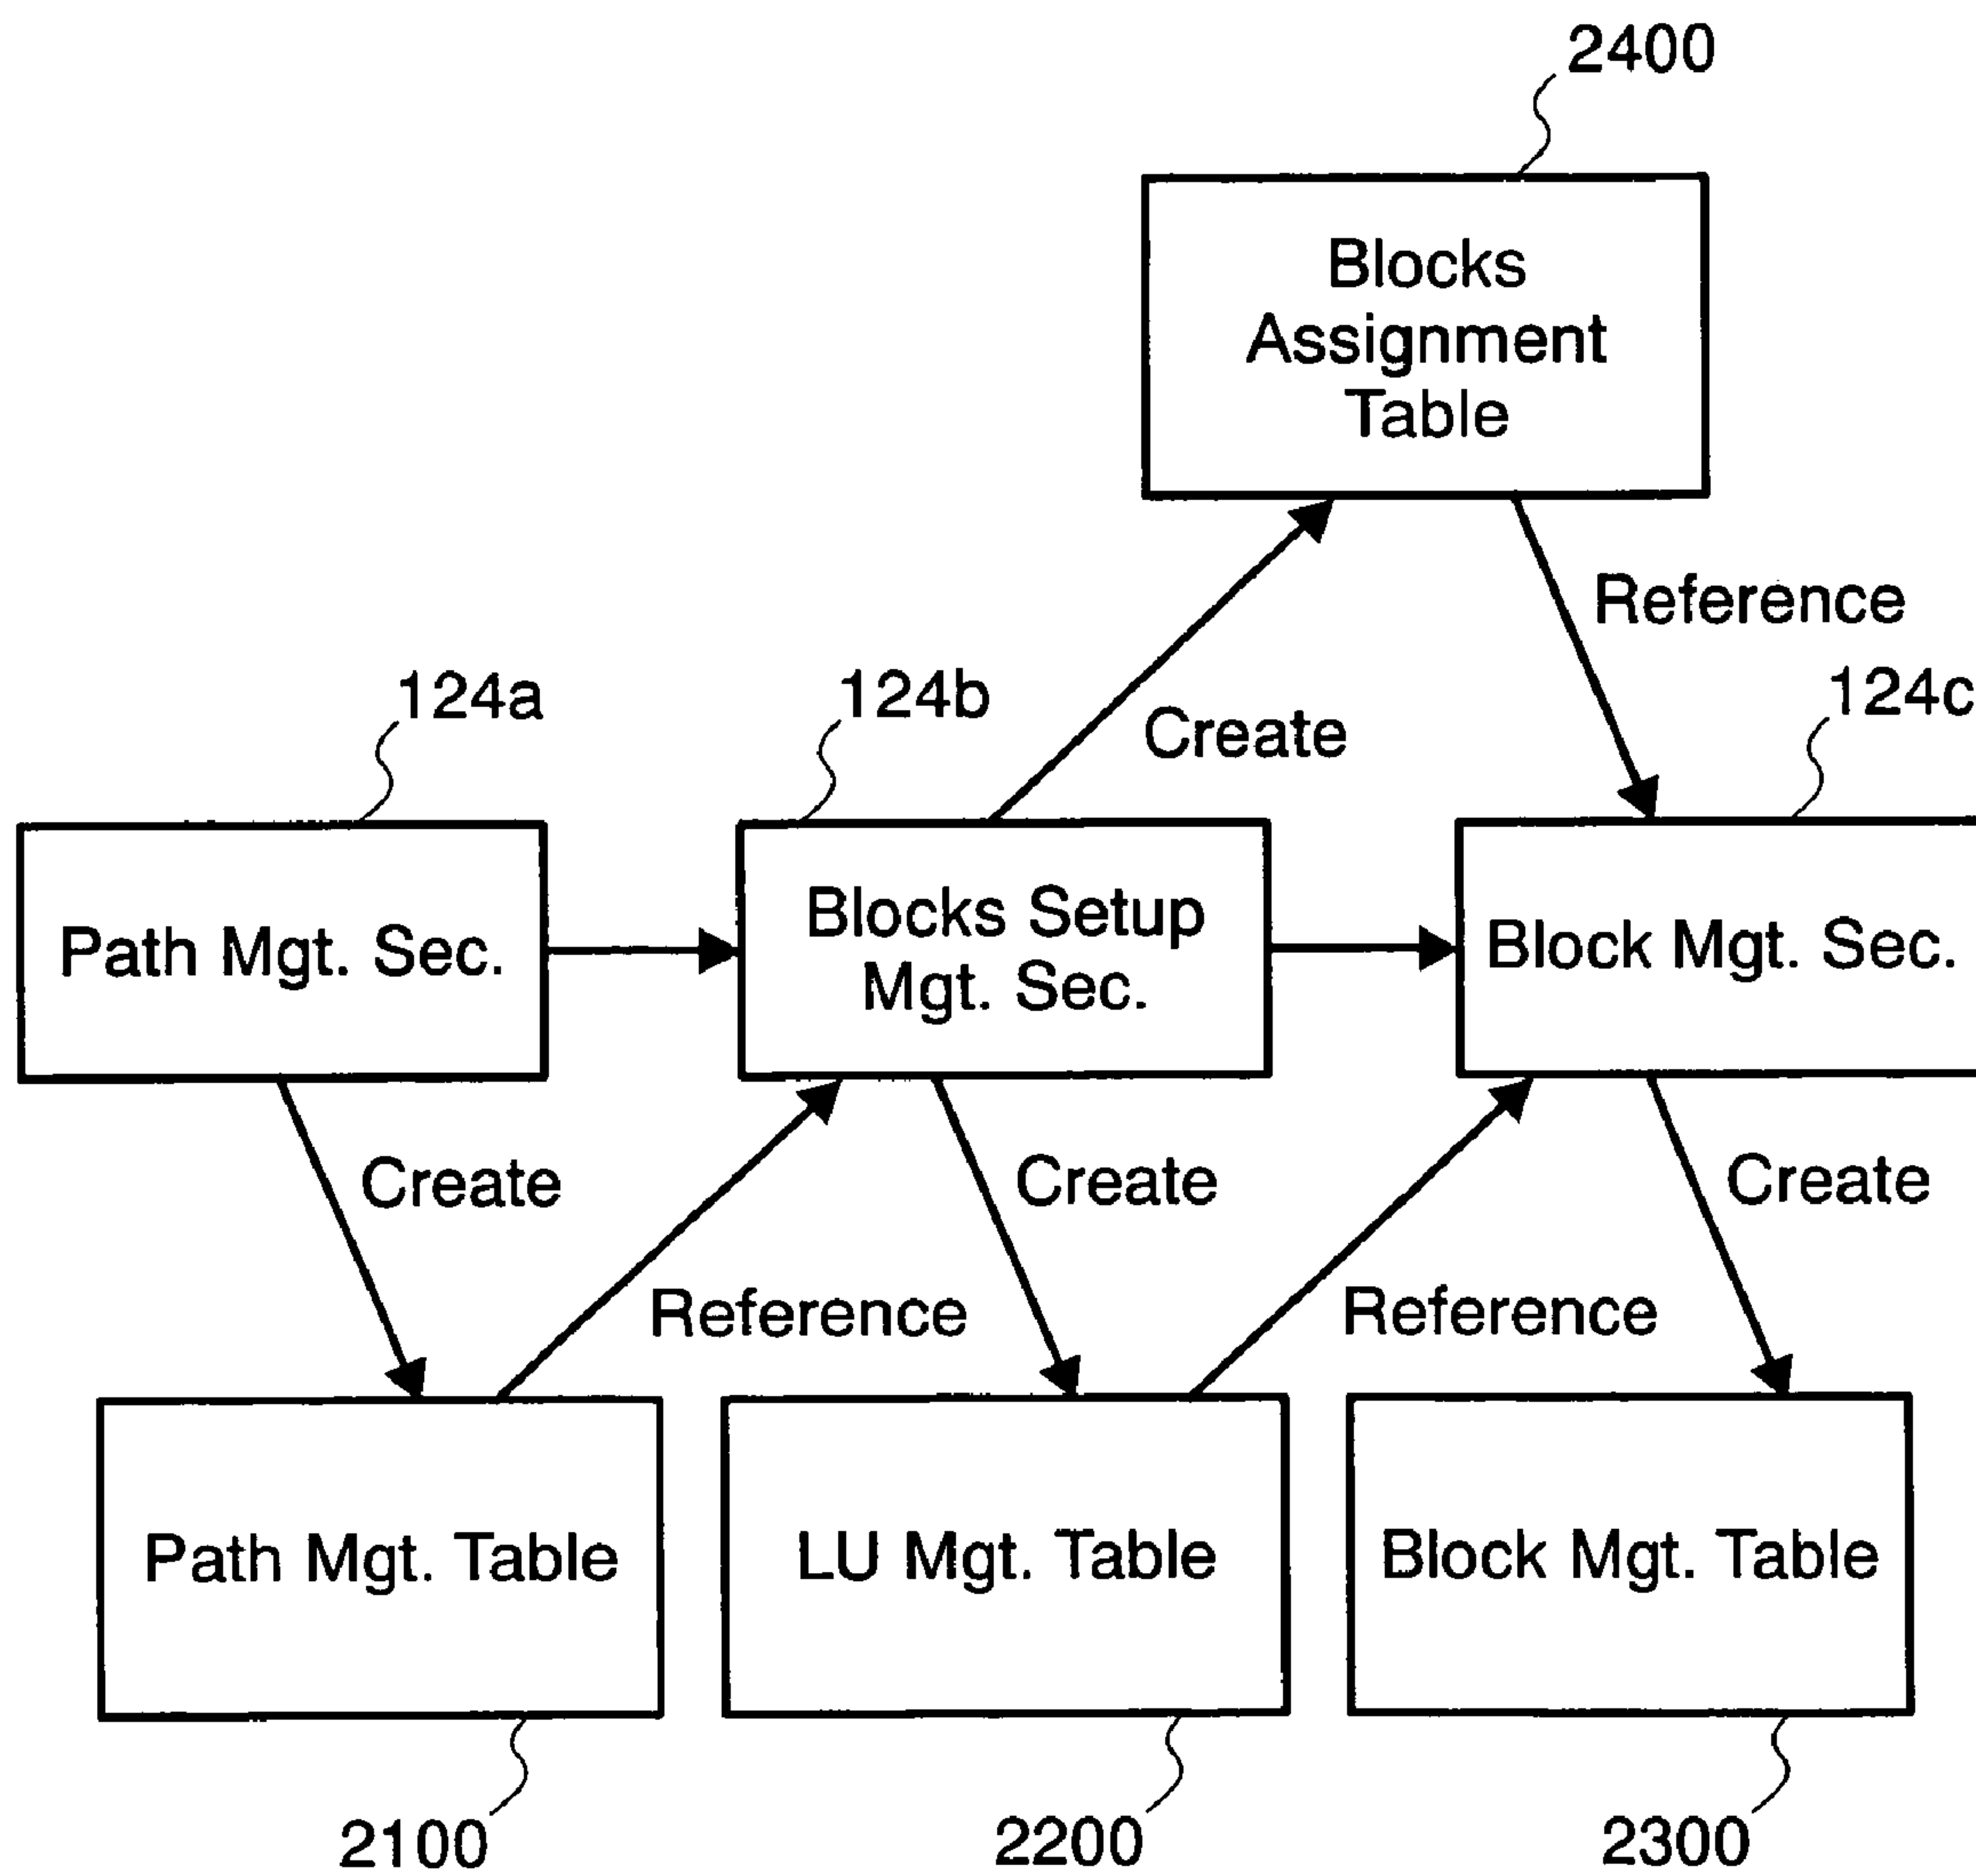 2400
Blocks
Assignment
Table
Reference
124a
124b
124c
Create
Path Mgt. Sec.
Blocks Setup
Mgt. Sec.
Block Mgt. Sec.
Create
Create
Create
Reference
Reference
Path Mgt. Table
LU Mgt. Table
Block Mgt. Table
2100
2200
2300